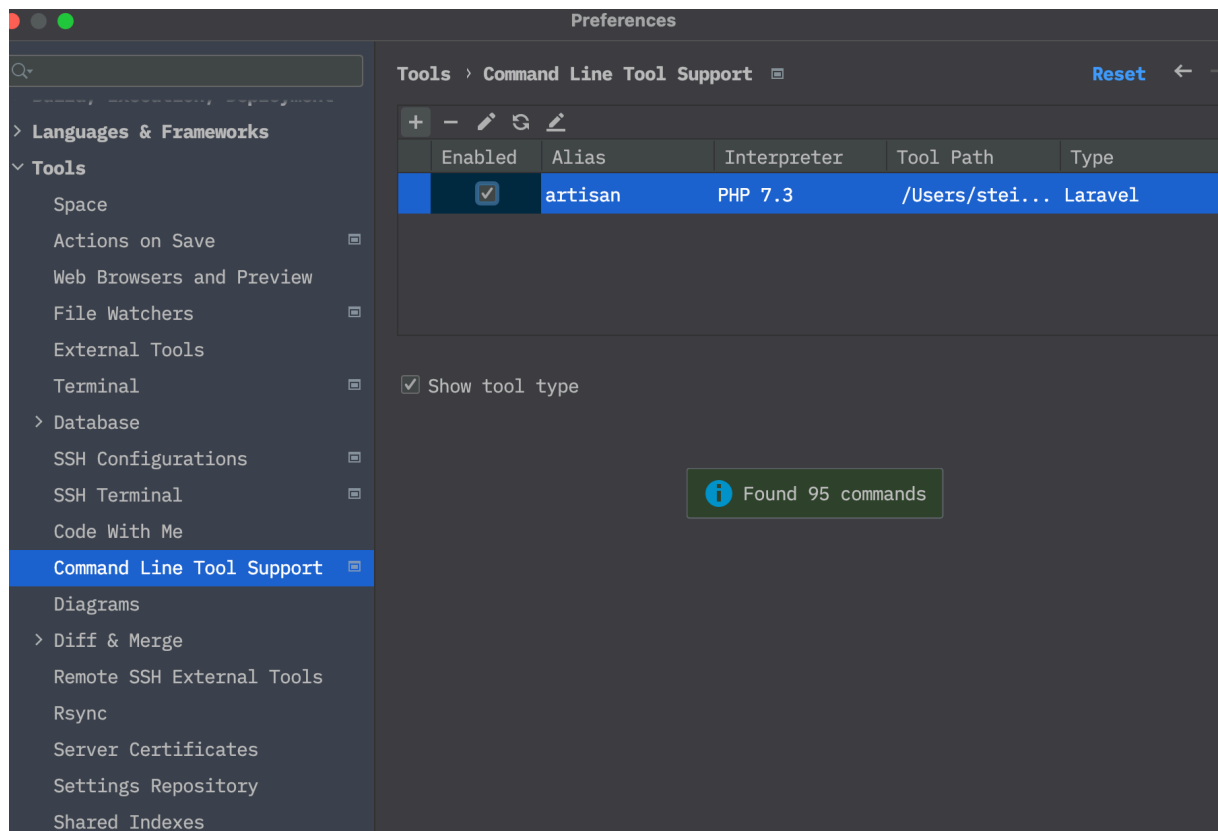 Preferences
Languages & Frameworks
Tools
Space
Actions on Save
Web Browsers and Preview
File Watchers
External Tools
Terminal
Database
SSH Configurations
SSH Terminal
Code With Me
Command Line Tool Support
Diagrams
Diff & Merge
Remote SSH External Tools
Rsync
Server Certificates
Settings Repository
Shared Indexes
Tools › Command Line Tool Support Reset
Enabled Alias Interpreter Tool Path Type
artisan PHP 7.3 /Users/stei... Laravel
Show tool type
Found 95 commands